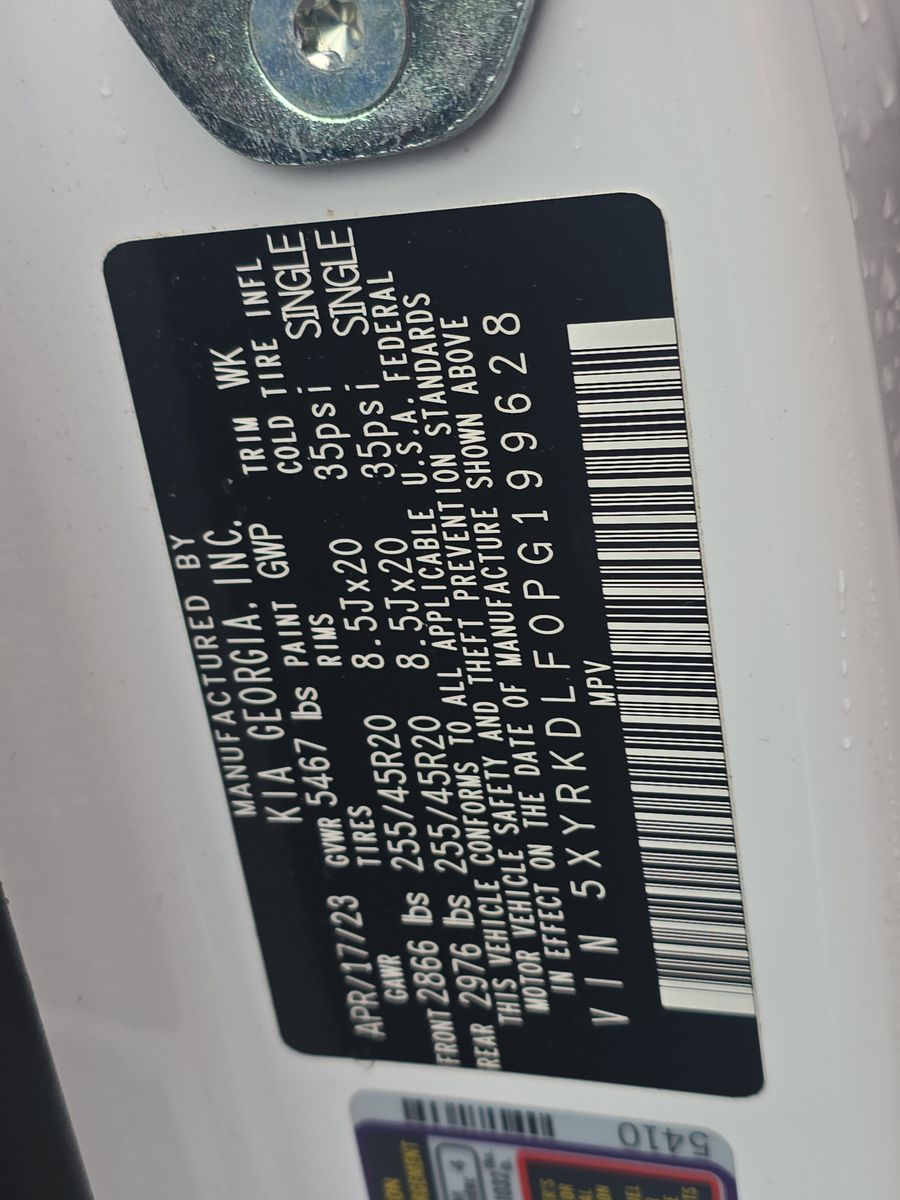 MANUFACTURED BY
KIA GEORGIA, INC.
APR/17/23 GVWR 5467 lbs PAINT GWP TRIM WK
GAWR TIRES RIMS COLD TIRE INFL
FRONT 2866 lbs 255/45R20 8.5Jx20 35psi SINGLE
REAR 2976 lbs 255/45R20 8.5Jx20 35psi SINGLE
THIS VEHICLE CONFORMS TO ALL APPLICABLE U.S.A. FEDERAL
MOTOR VEHICLE SAFETY AND THEFT PREVENTION STANDARDS
IN EFFECT ON THE DATE OF MANUFACTURE SHOWN ABOVE
VIN 5XYRKDLF0PG199628
MPV
5410